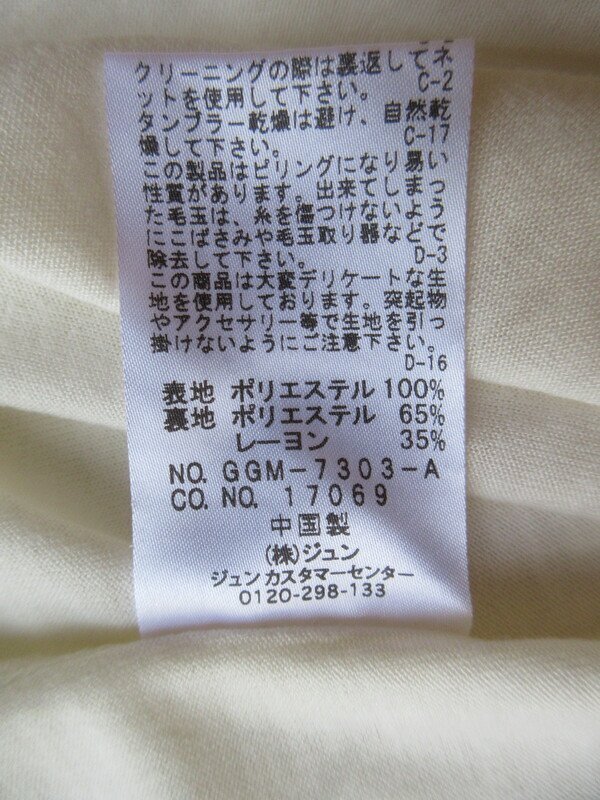 クリーニングの際は裏返してネ
ットを使用して下さい。 C-2
タンブラー乾燥は避け、自然乾
燥して下さい。 C-17
この製品はピリングになり易い
性質があります。出来てしまっ
た毛玉は、糸を傷つけないよう
にこばさみや毛玉取り器などで
除去して下さい。 D-3
この商品は大変デリケートな生
地を使用しております。突起物
やアクセサリー等で生地を引っ
掛けないようにご注意下さい。
D-16
表地 ポリエステル 100%
裏地 ポリエステル 65%
レーヨン 35%
NO. GGM-7303-A
CO. NO. 17069
中国製
(株)ジュン
ジュン カスタマーセンター
0120-298-133